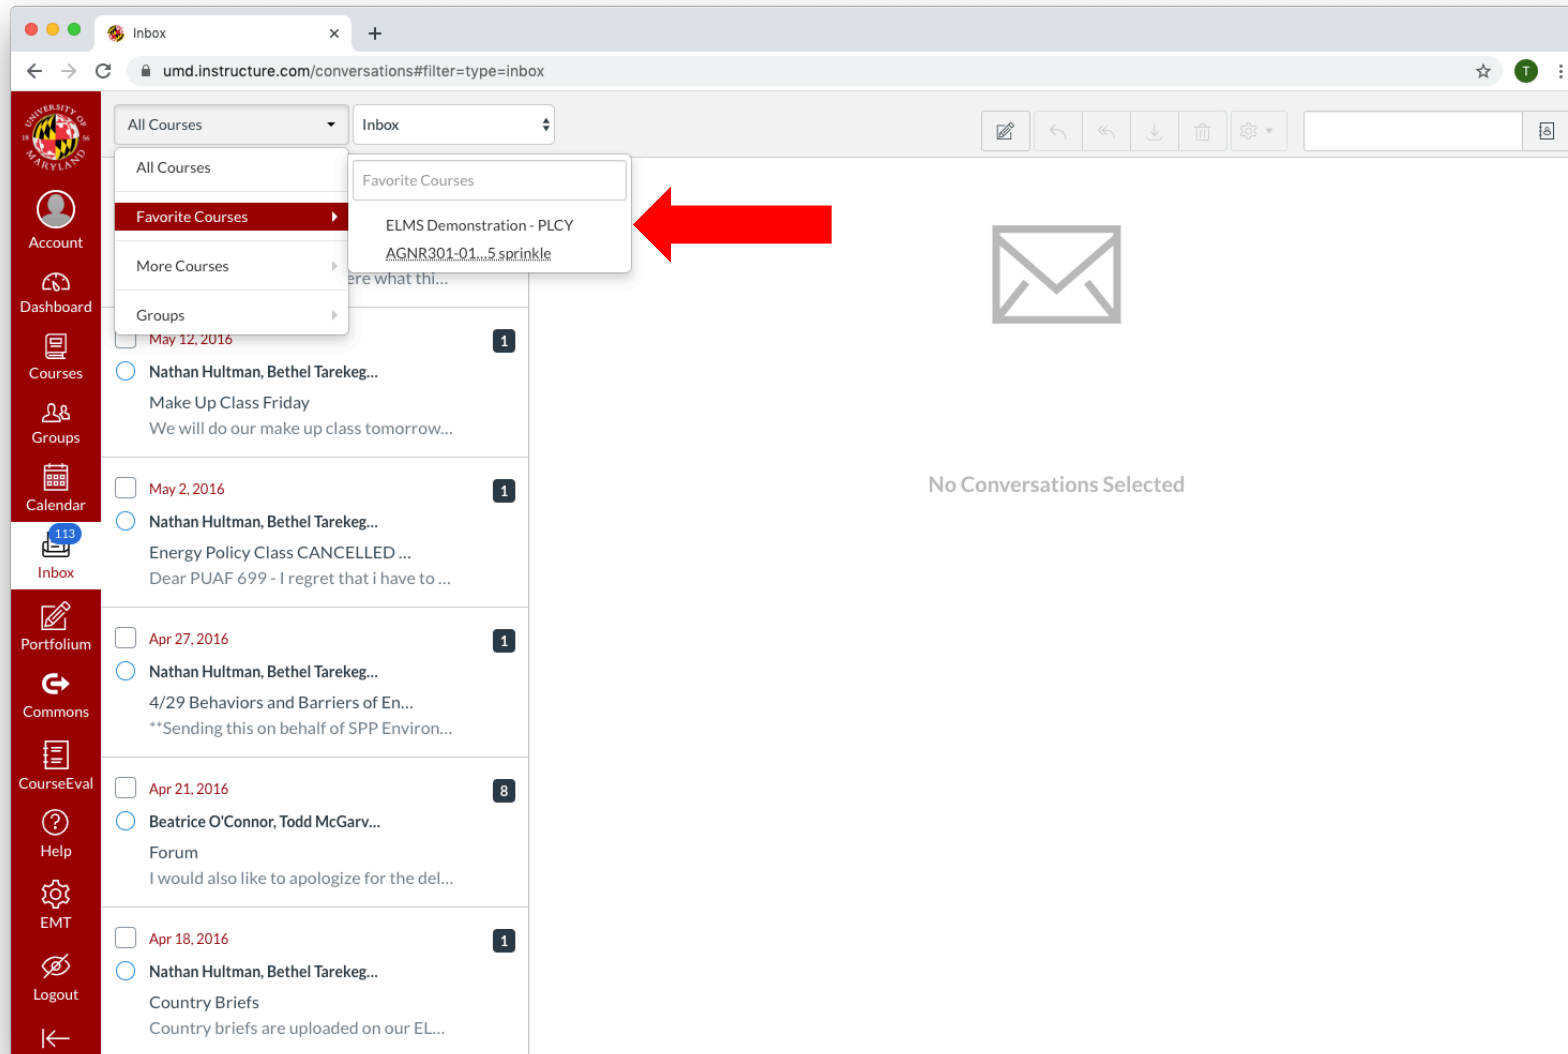 Inbox
umd.instructure.com/conversations#filter=type=inbox
T
UNIVERSITY OF
18 56
MARYLAND
All Courses
Inbox
All Courses
Favorite Courses
More Courses
Groups
Favorite Courses
ELMS Demonstration - PLCY
AGNR301-01...5 sprinkle
ere what thi...
Account
Dashboard
Courses
Groups
Calendar
113
Inbox
Portfolium
Commons
CourseEval
Help
EMT
Logout
May 12, 2016
1
Nathan Hultman, Bethel Tarekeg...
Make Up Class Friday
We will do our make up class tomorrow...
May 2, 2016
1
Nathan Hultman, Bethel Tarekeg...
Energy Policy Class CANCELLED ...
Dear PUAF 699 - I regret that i have to ...
Apr 27, 2016
1
Nathan Hultman, Bethel Tarekeg...
4/29 Behaviors and Barriers of En...
**Sending this on behalf of SPP Environ...
Apr 21, 2016
8
Beatrice O'Connor, Todd McGarv...
Forum
I would also like to apologize for the del...
Apr 18, 2016
1
Nathan Hultman, Bethel Tarekeg...
Country Briefs
Country briefs are uploaded on our EL...
No Conversations Selected